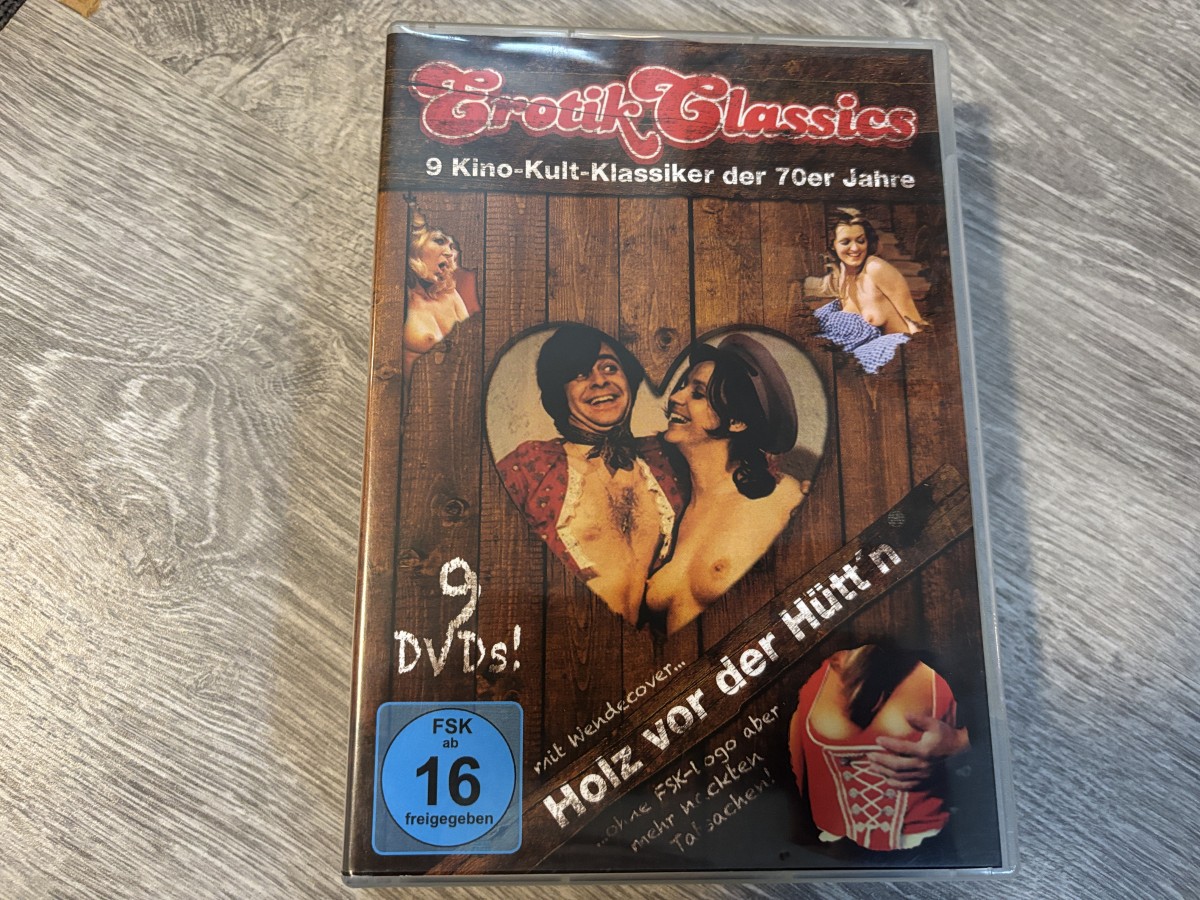 Erotik Classics
9 Kino-Kult-Klassiker der 70er Jahre
9
DVDs!
mit Wendecover...
Holz vor der Hütt´n
...ohne FSK-Logo aber
mehr nackten
Tatsachen!
FSK
ab
16
freigegeben